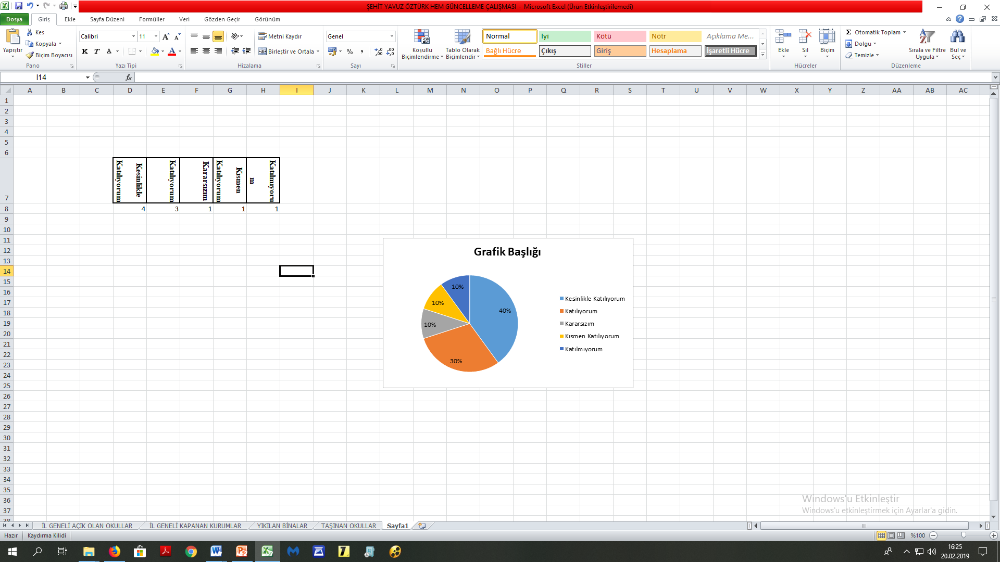 ŞEHİT YAVUZ ÖZTÜRK HEM GÜNCELLEME ÇALIŞMASI - Microsoft Excel (Ürün Etkinleştirilemedi)
Dosya Giriş Ekle Sayfa Düzeni Formüller Veri Gözden Geçir Görünüm
Yapıştır
Kes
Kopyala
Biçim Boyacısı
Pano
Calibri 11
K T A
Yazı Tipi
Metni Kaydır
Birleştir ve Ortala
Hizalama
Genel
%
Sayı
Koşullu Biçimlendirme
Tablo Olarak Biçimlendir
Normal İyi Kötü Nötr Açıklama Me...
Bağlı Hücre Çıkış Giriş Hesaplama İşaretli Hücre
Stiller
Ekle Sil Biçim
Hücreler
Otomatik Toplam
Dolgu
Temizle
Sırala ve Filtre Uygula
Bul ve Seç
Düzenleme
I14
fx
A B C D E F G H I J K L M N O P Q R S T U V W X Y Z AA AB AC
1
2
3
4
5
6
7
Kesinlikle Katılıyorum
Katılıyorum
Kararsızım
Kısmen Katılıyorum
Katılmıyoru
m
8 4 3 1 1 1
9
10
11
12
13
14
15
16
17
18
19
20
21
22
23
24
25
26
27
28
29
30
31
32
33
34
35
36
37
38
Grafik Başlığı
10%
10%
40%
10%
30%
Kesinlikle Katılıyorum
Katılıyorum
Kararsızım
Kısmen Katılıyorum
Katılmıyorum
Windows'u Etkinleştir
Windows'u etkinleştirmek için Ayarlar'a gidin.
İL GENELİ AÇIK OLAN OKULLAR İL GENELİ KAPANAN KURUMLAR YIKILAN BİNALAR TAŞINAN OKULLAR Sayfa1
Hazır Kaydırma Kilidi
%100
16:25
20.02.2019